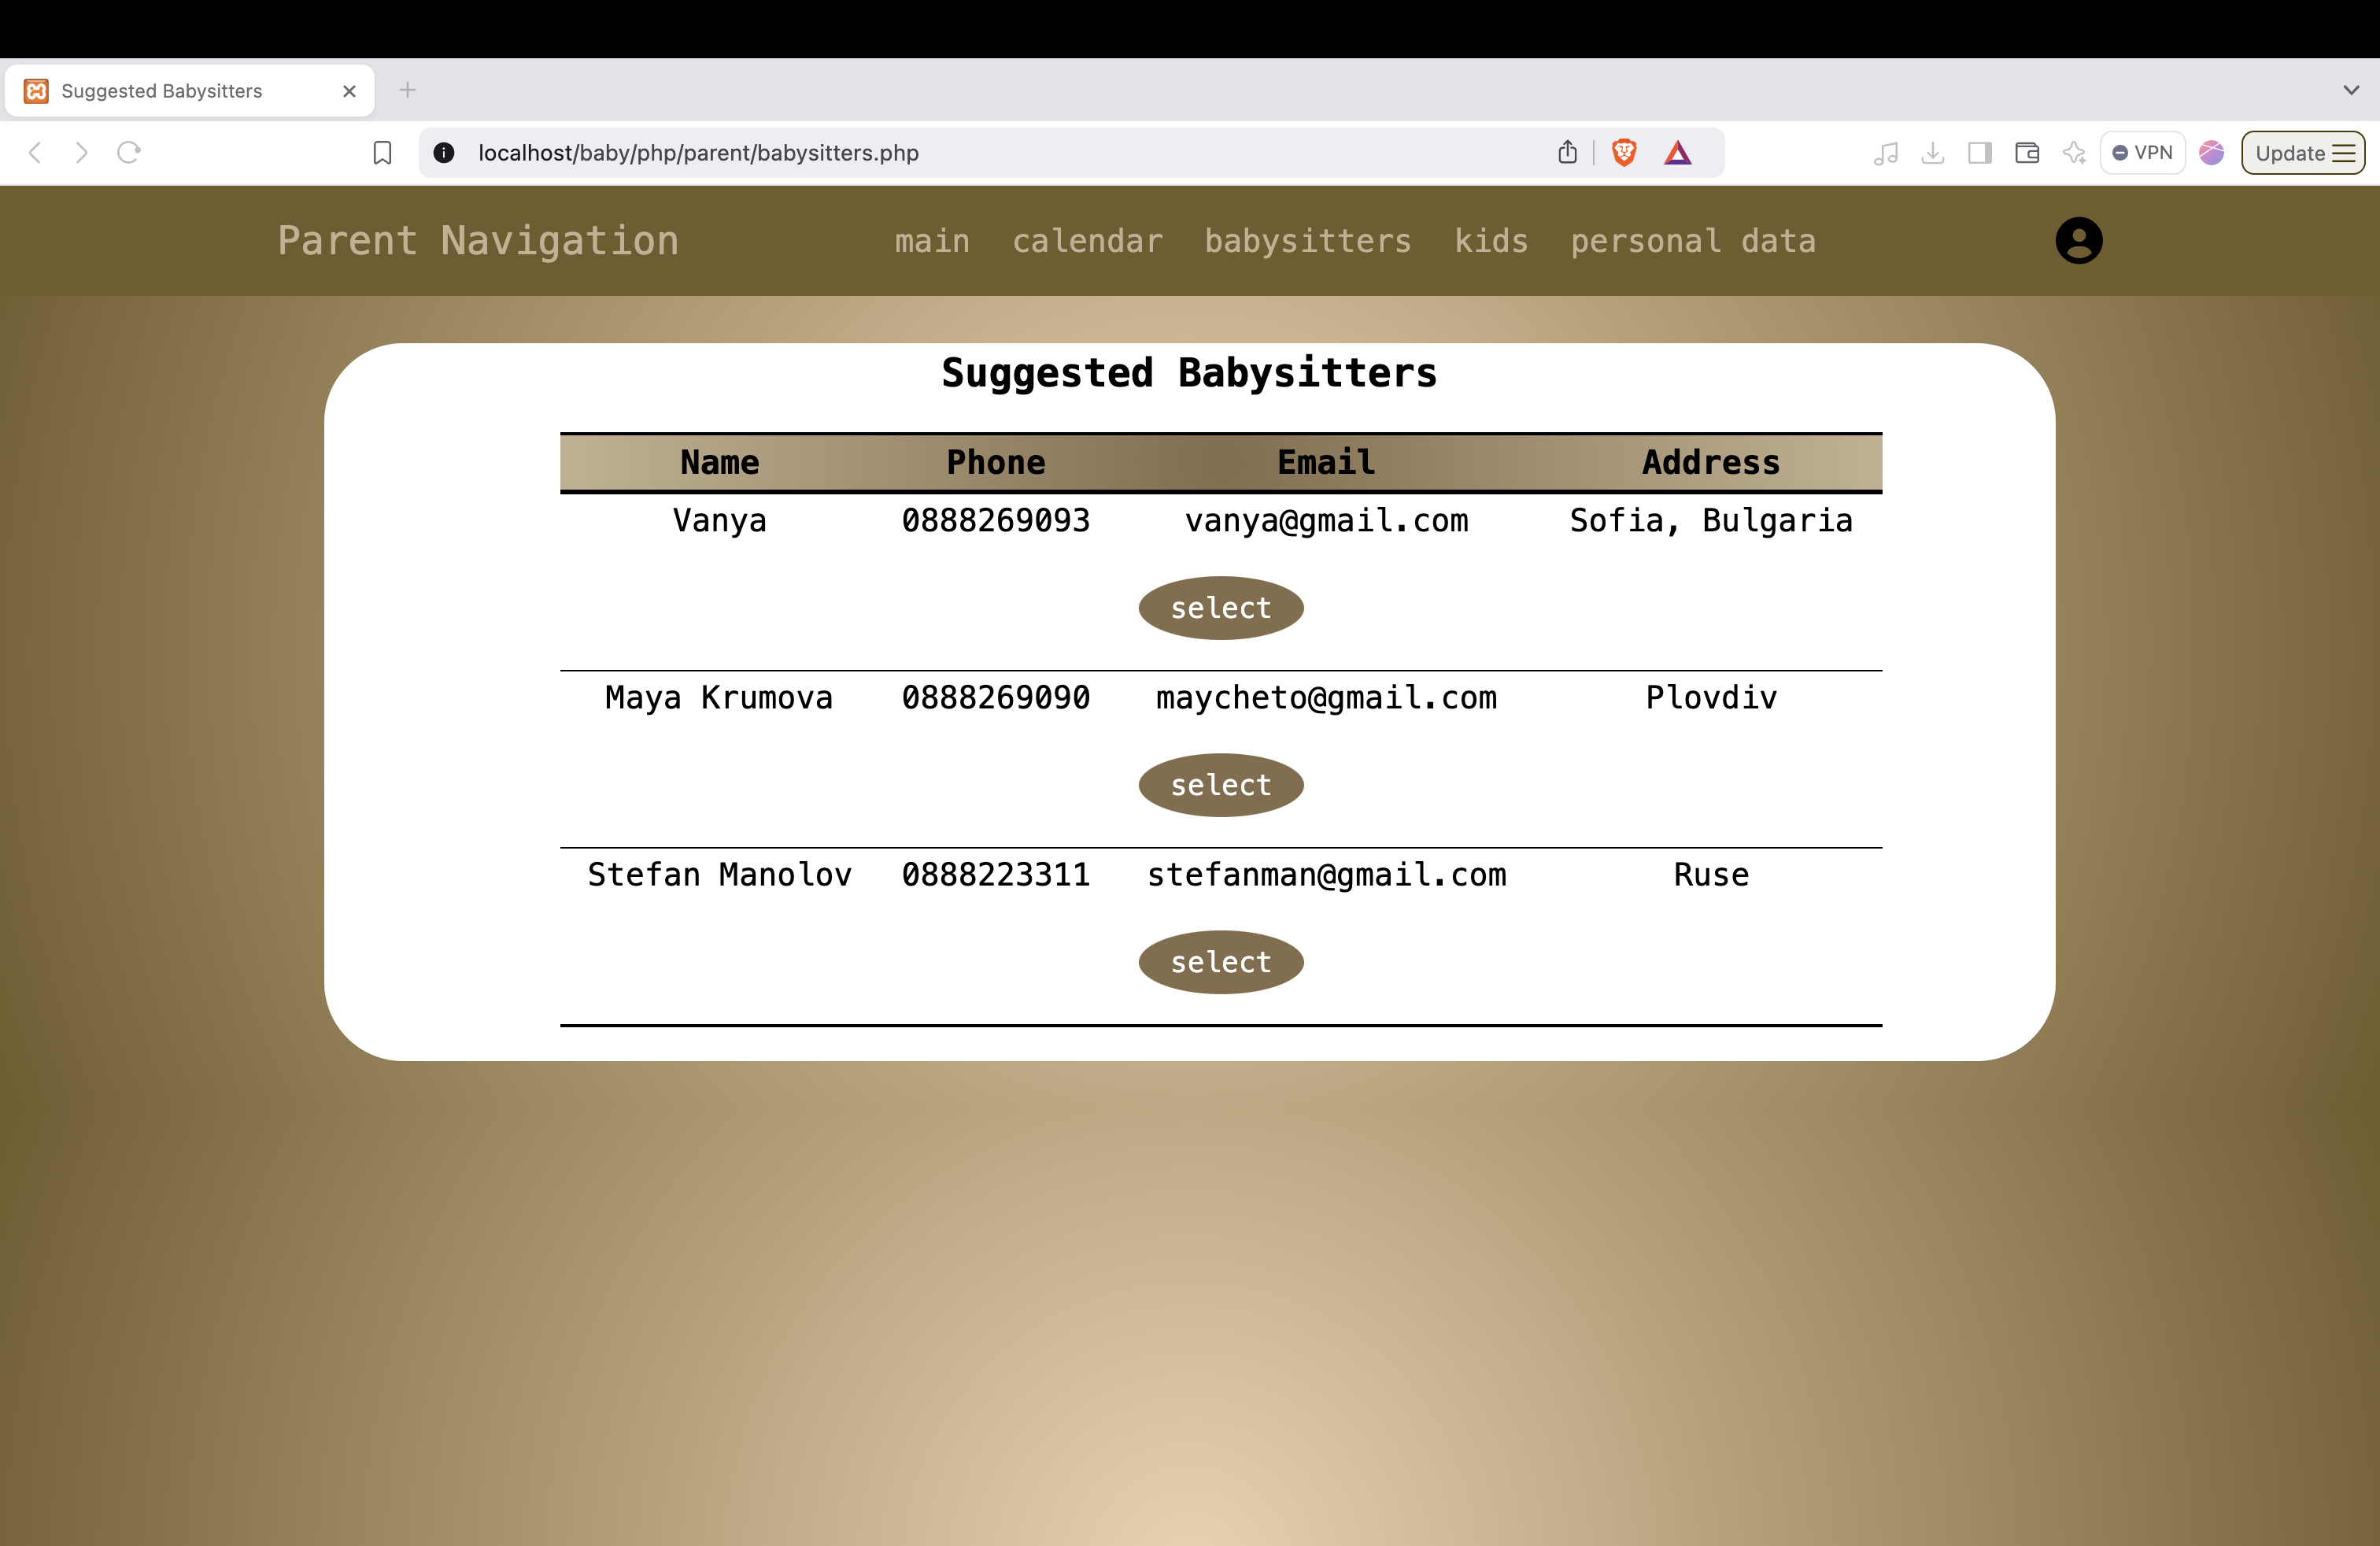 Suggested Babysitters
localhost/baby/php/parent/babysitters.php
VPN
Update
Parent Navigation main calendar babysitters kids personal data
Suggested Babysitters
Name Phone Email Address
Vanya 0888269093 vanya@gmail.com Sofia, Bulgaria
select
Maya Krumova 0888269090 maycheto@gmail.com Plovdiv
select
Stefan Manolov 0888223311 stefanman@gmail.com Ruse
select